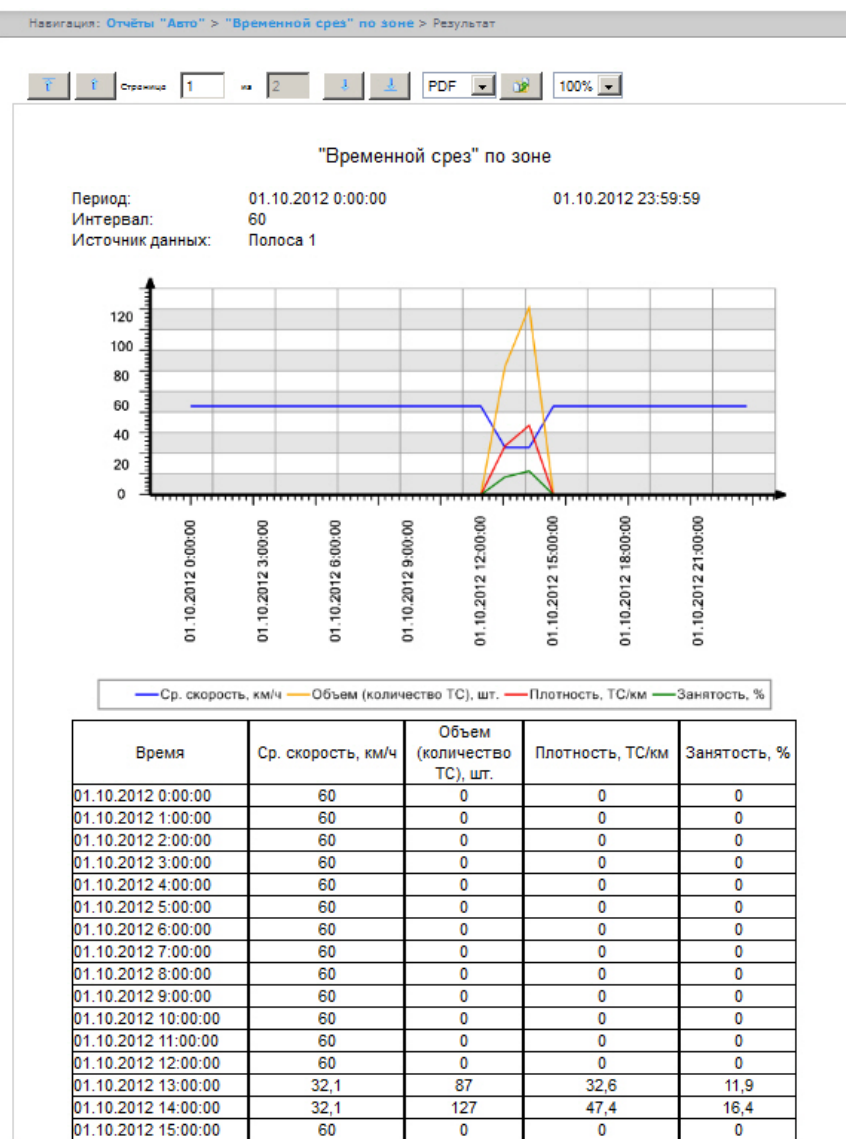 Навигация: Отчёты "Авто" > "Временной срез" по зоне > Результат
Страница 1 из 2 PDF 100%
"Временной срез" по зоне
Период: 01.10.2012 0:00:00 01.10.2012 23:59:59
Интервал: 60
Источник данных: Полоса 1
120
100
80
60
40
20
0
01.10.2012 0:00:00
01.10.2012 3:00:00
01.10.2012 6:00:00
01.10.2012 9:00:00
01.10.2012 12:00:00
01.10.2012 15:00:00
01.10.2012 18:00:00
01.10.2012 21:00:00
Ср. скорость, км/ч Объем (количество ТС), шт. Плотность, ТС/км Занятость, %
Время Ср. скорость, км/ч Объем (количество ТС), шт. Плотность, ТС/км Занятость, %
01.10.2012 0:00:00 60 0 0 0
01.10.2012 1:00:00 60 0 0 0
01.10.2012 2:00:00 60 0 0 0
01.10.2012 3:00:00 60 0 0 0
01.10.2012 4:00:00 60 0 0 0
01.10.2012 5:00:00 60 0 0 0
01.10.2012 6:00:00 60 0 0 0
01.10.2012 7:00:00 60 0 0 0
01.10.2012 8:00:00 60 0 0 0
01.10.2012 9:00:00 60 0 0 0
01.10.2012 10:00:00 60 0 0 0
01.10.2012 11:00:00 60 0 0 0
01.10.2012 12:00:00 60 0 0 0
01.10.2012 13:00:00 32,1 87 32,6 11,9
01.10.2012 14:00:00 32,1 127 47,4 16,4
01.10.2012 15:00:00 60 0 0 0